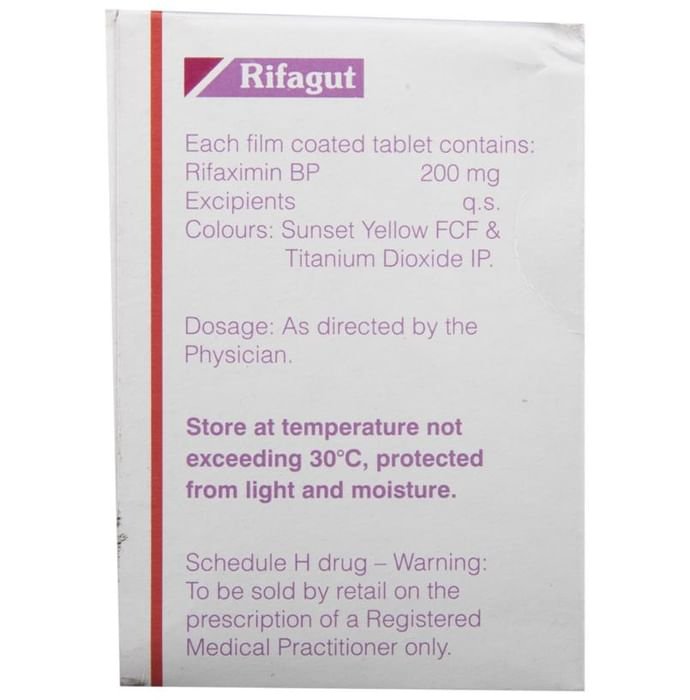 Rifagut
Each film coated tablet contains:
Rifaximin BP 200 mg
Excipients q.s.
Colours: Sunset Yellow FCF &
Titanium Dioxide IP.
Dosage: As directed by the
Physician.
Store at temperature not
exceeding 30°C, protected
from light and moisture.
Schedule H drug – Warning:
To be sold by retail on the
prescription of a Registered
Medical Practitioner only.